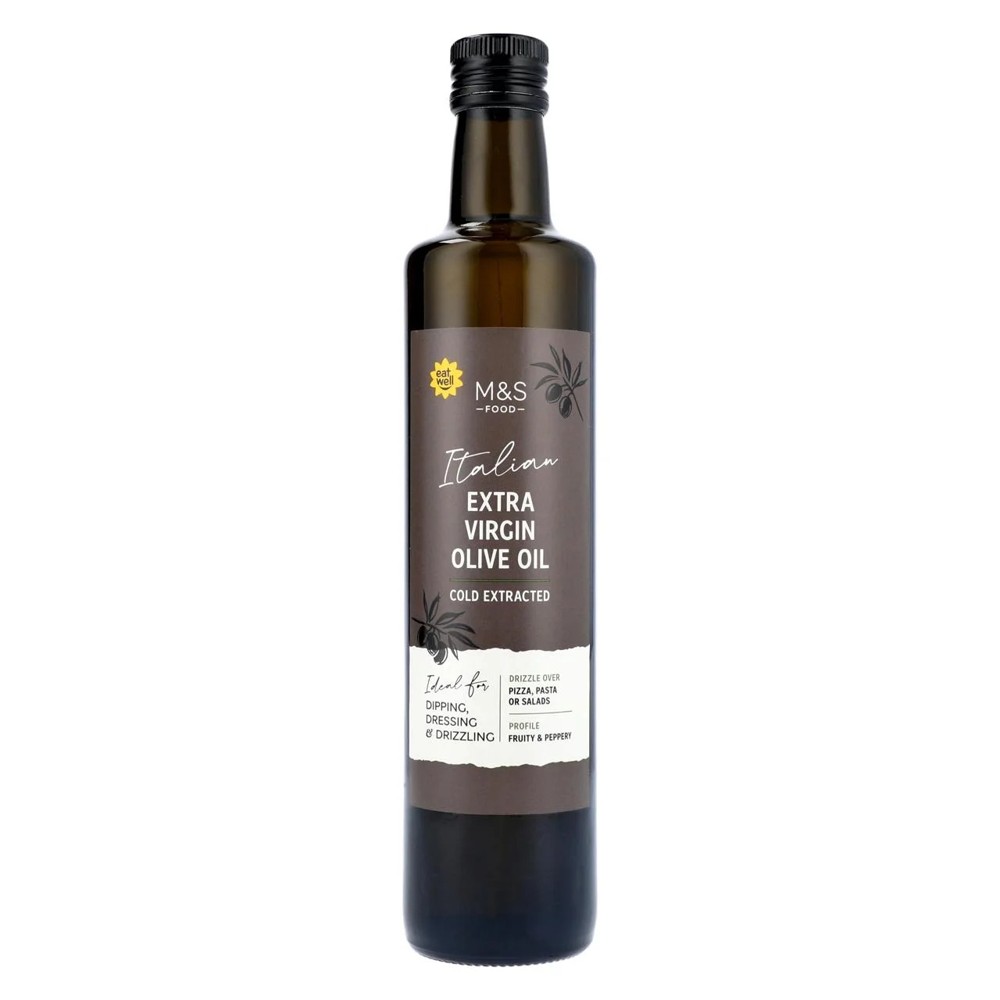 eat
well
M&S
—FOOD—
Italian
EXTRA
VIRGIN
OLIVE OIL
COLD EXTRACTED
Ideal for
DIPPING,
DRESSING
& DRIZZLING
DRIZZLE OVER
PIZZA, PASTA
OR SALADS
PROFILE
FRUITY & PEPPERY